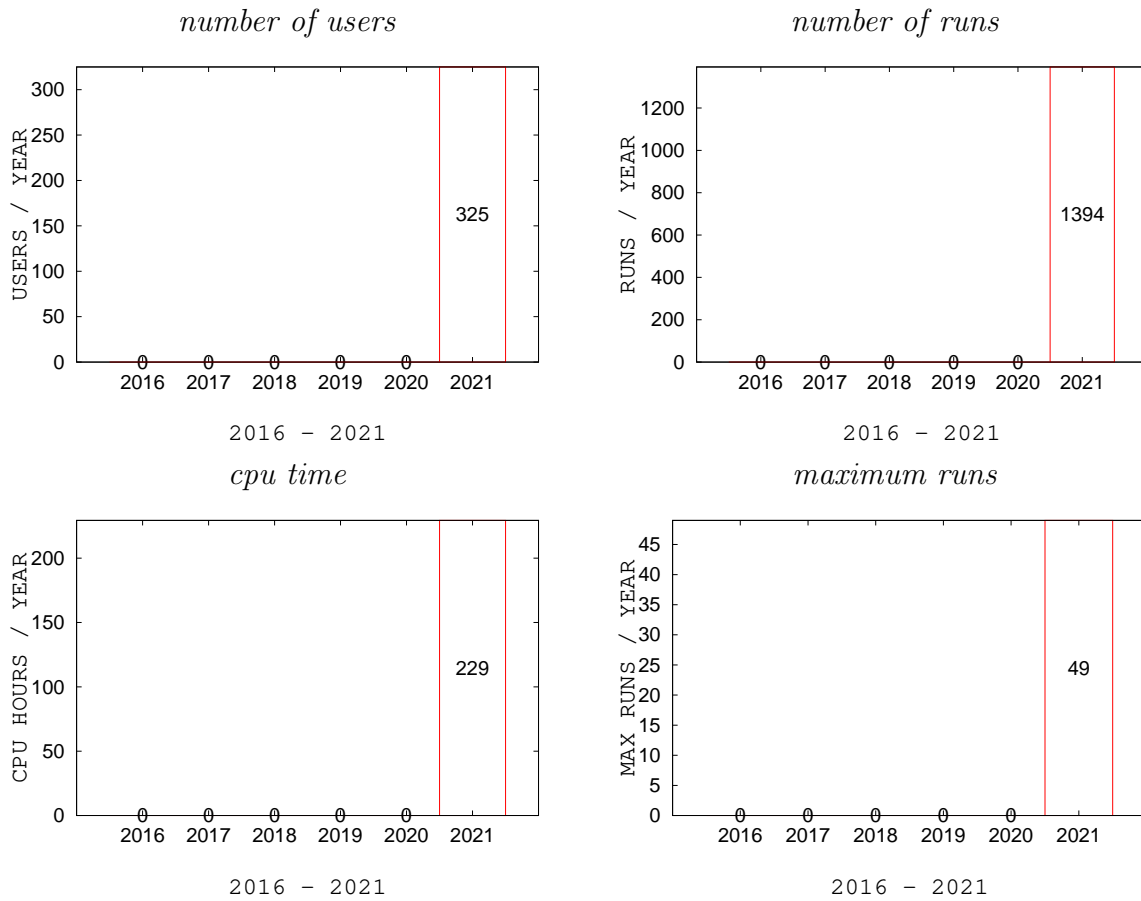 number of users
USERS / YEAR
300
250
200
150
100
50
0
0 0 0 0 0
325
2016 2017 2018 2019 2020 2021
2016 – 2021
number of runs
RUNS / YEAR
1200
1000
800
600
400
200
0
0 0 0 0 0
1394
2016 2017 2018 2019 2020 2021
2016 – 2021
cpu time
CPU HOURS / YEAR
200
150
100
50
0
0 0 0 0 0
229
2016 2017 2018 2019 2020 2021
2016 – 2021
maximum runs
MAX RUNS / YEAR
45
40
35
30
25
20
15
10
5
0
0 0 0 0 0
49
2016 2017 2018 2019 2020 2021
2016 – 2021